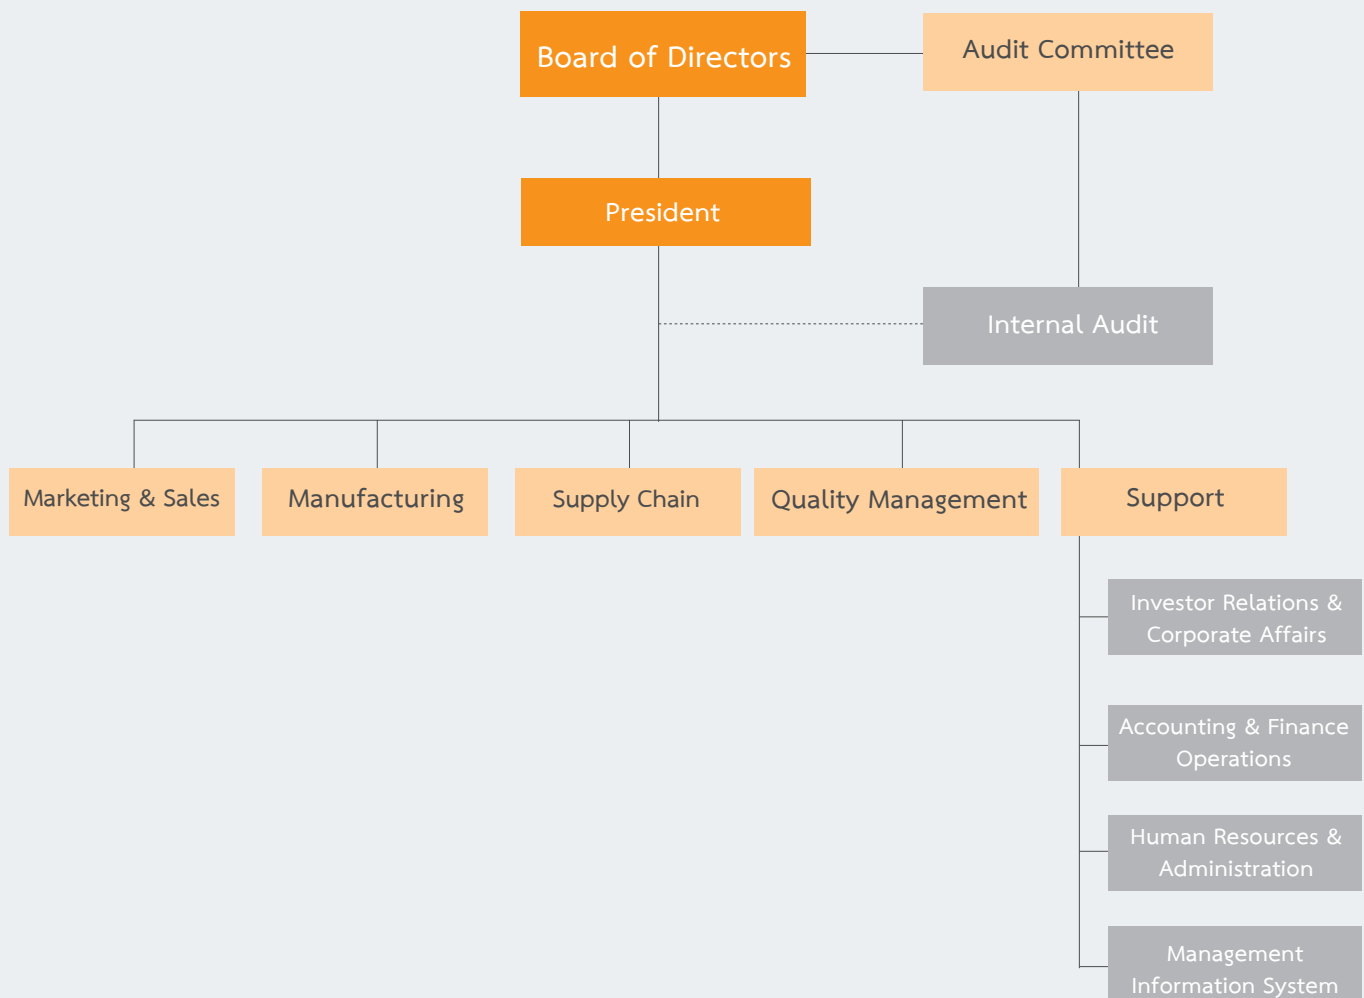 Board of Directors
Audit Committee
President
Internal Audit
Marketing & Sales
Manufacturing
Supply Chain
Quality Management
Support
Investor Relations &
Corporate Affairs
Accounting & Finance
Operations
Human Resources &
Administration
Management
Information System